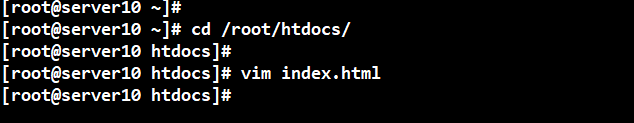 [root@server10 ~]#
[root@server10 ~]# cd /root/htdocs/
[root@server10 htdocs]#
[root@server10 htdocs]# vim index.html
[root@server10 htdocs]#